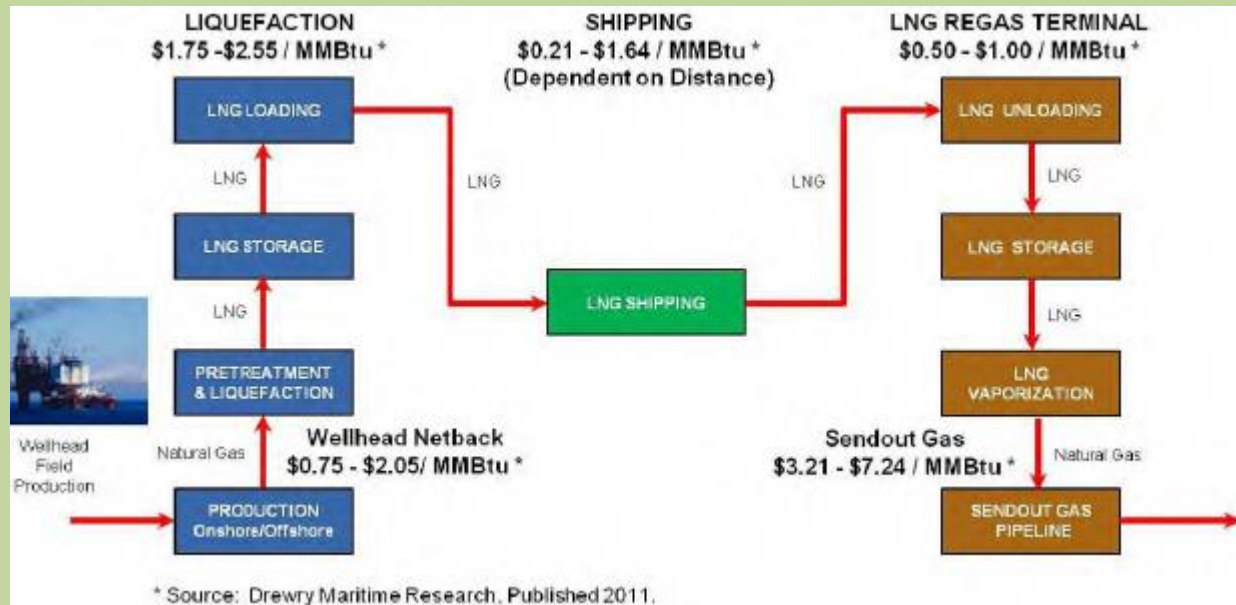 LIQUEFACTION
$1.75 -$2.55 / MMBtu *
SHIPPING
$0.21 - $1.64 / MMBtu *
(Dependent on Distance)
LNG REGAS TERMINAL
$0.50 - $1.00 / MMBtu *
LNG LOADING
LNG
LNG STORAGE
LNG
PRETREATMENT
& LIQUEFACTION
Natural Gas
Wellhead Netback
$0.75 - $2.05/ MMBtu *
Wellhead
Field
Production
PRODUCTION
Onshore/Offshore
LNG
LNG SHIPPING
LNG
LNG UNLOADING
LNG
LNG STORAGE
LNG
LNG
VAPORIZATION
Sendout Gas
$3.21 - $7.24 / MMBtu *
Natural Gas
SENDOUT GAS
PIPELINE
* Source: Drewry Maritime Research, Published 2011.